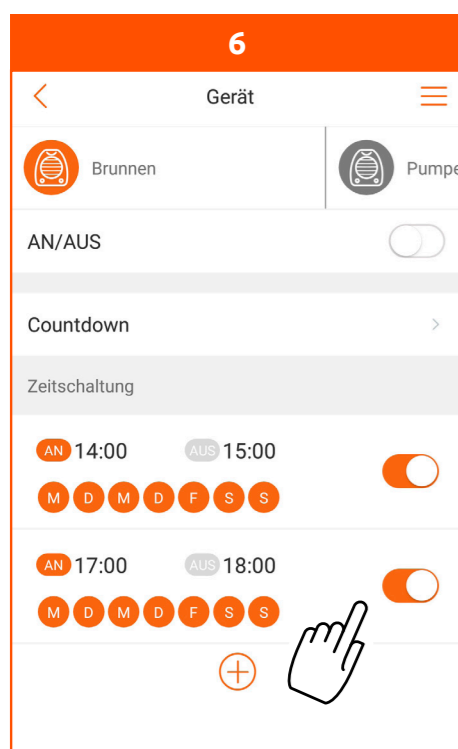 6
Gerät
Brunnen Pumpe
AN/AUS
Countdown
Zeitschaltung
AN 14:00 AUS 15:00
M D M D F S S
AN 17:00 AUS 18:00
M D M D F S S